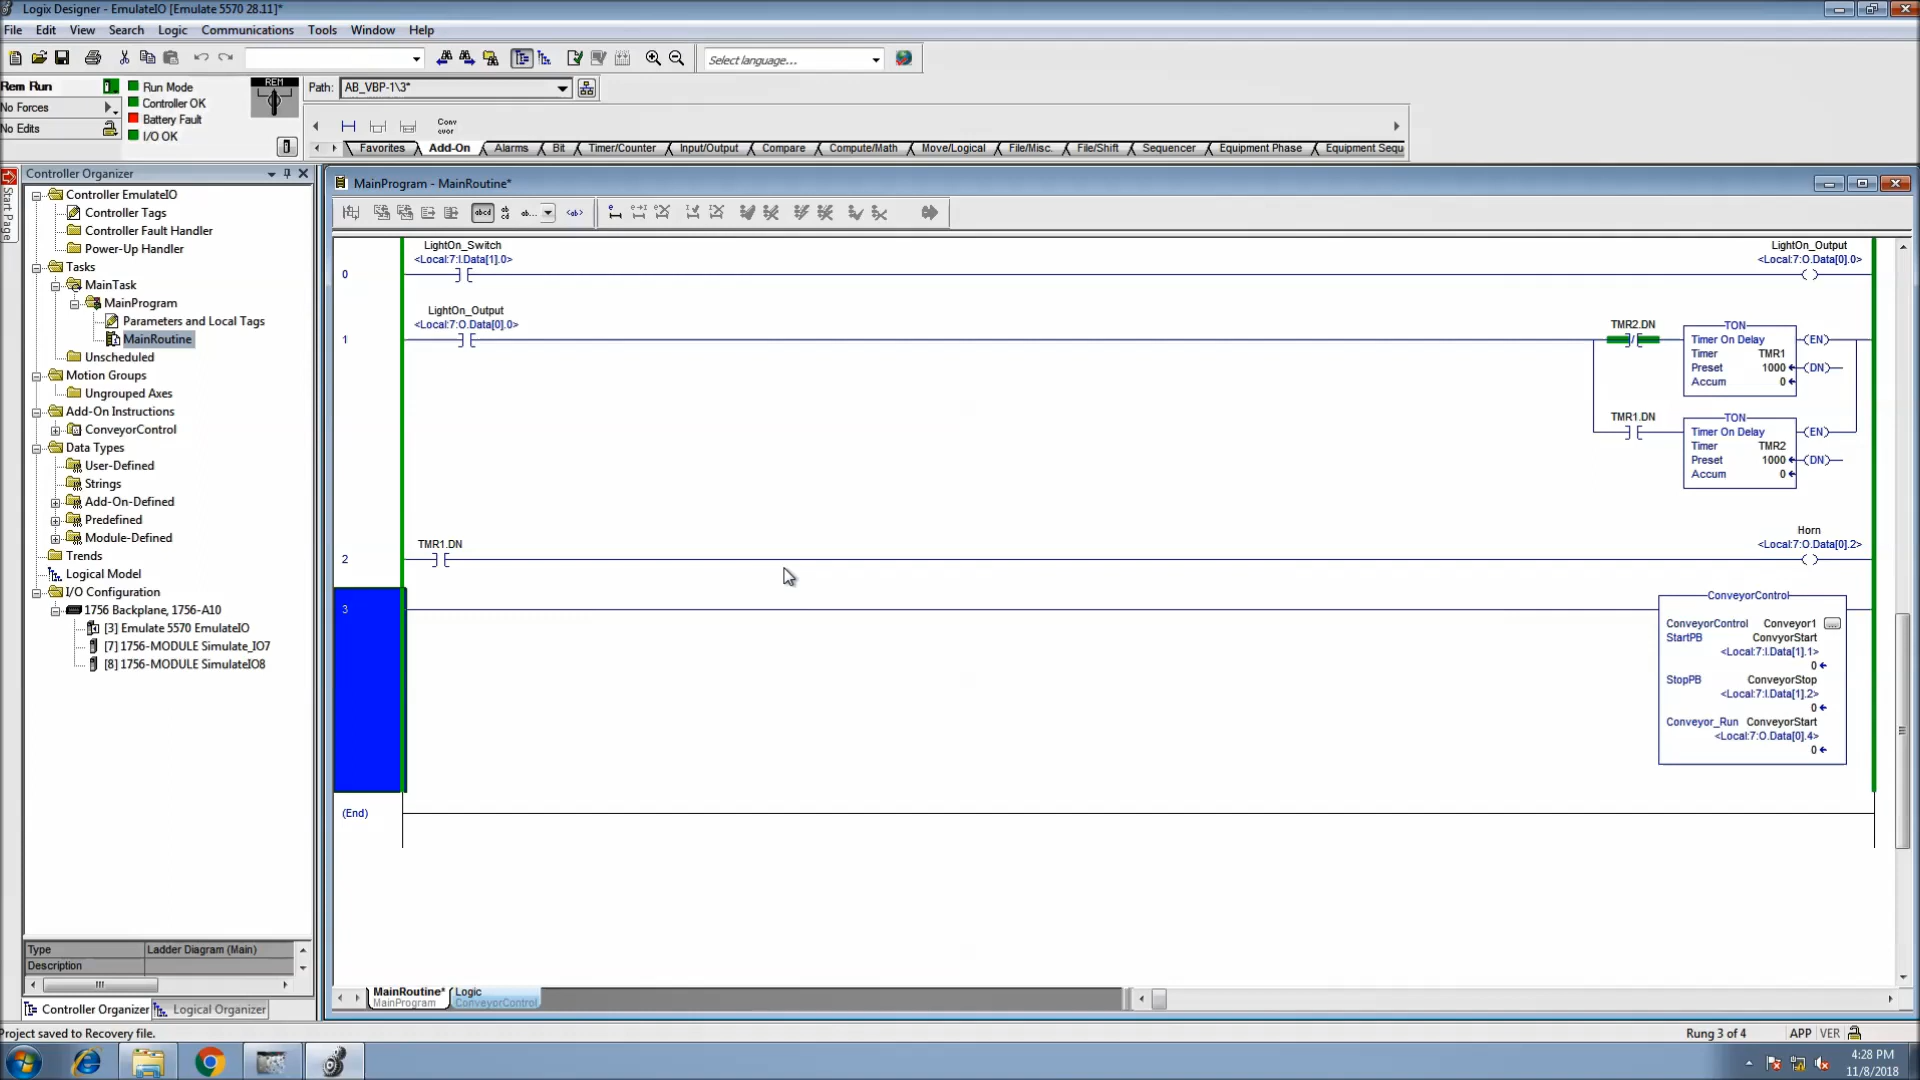 Logix Designer - EmulateIO [Emulate 5570 28.11]*
File Edit View Search Logic Communications Tools Window Help
Select language...
Rem Run
No Forces
No Edits
Run Mode
Controller OK
Battery Fault
I/O OK
REM
Path: AB_VBP-1\3*
Conv
eyor
Favorites Add-On Alarms Bit Timer/Counter Input/Output Compare Compute/Math Move/Logical File/Misc. File/Shift Sequencer Equipment Phase Equipment Sequ
Start Page
Controller Organizer
Controller EmulateIO
Controller Tags
Controller Fault Handler
Power-Up Handler
Tasks
MainTask
MainProgram
Parameters and Local Tags
MainRoutine
Unscheduled
Motion Groups
Ungrouped Axes
Add-On Instructions
ConveyorControl
Data Types
User-Defined
Strings
Add-On-Defined
Predefined
Module-Defined
Trends
Logical Model
I/O Configuration
1756 Backplane, 1756-A10
[3] Emulate 5570 EmulateIO
[7] 1756-MODULE Simulate_IO7
[8] 1756-MODULE SimulateIO8
Type Ladder Diagram (Main)
Description
Controller Organizer Logical Organizer
MainProgram - MainRoutine*
abcd ab cd ab... <ab>
LightOn_Switch
<Local:7:I.Data[1].0>
LightOn_Output
<Local:7:O.Data[0].0>
0
LightOn_Output
<Local:7:O.Data[0].0>
1
TMR2.DN
TON
Timer On Delay (EN)
Timer TMR1
Preset 1000 (DN)
Accum 0
TMR1.DN
TON
Timer On Delay (EN)
Timer TMR2
Preset 1000 (DN)
Accum 0
TMR1.DN
2
Horn
<Local:7:O.Data[0].2>
3
ConveyorControl
ConveyorControl Conveyor1 ...
StartPB ConvyorStart
<Local:7:I.Data[1].1>
0
StopPB ConveyorStop
<Local:7:I.Data[1].2>
0
Conveyor_Run ConveyorStart
<Local:7:O.Data[0].4>
0
(End)
MainRoutine* Logic
MainProgram ConveyorControl
Project saved to Recovery file.
Rung 3 of 4 APP VER
4:28 PM
11/8/2018